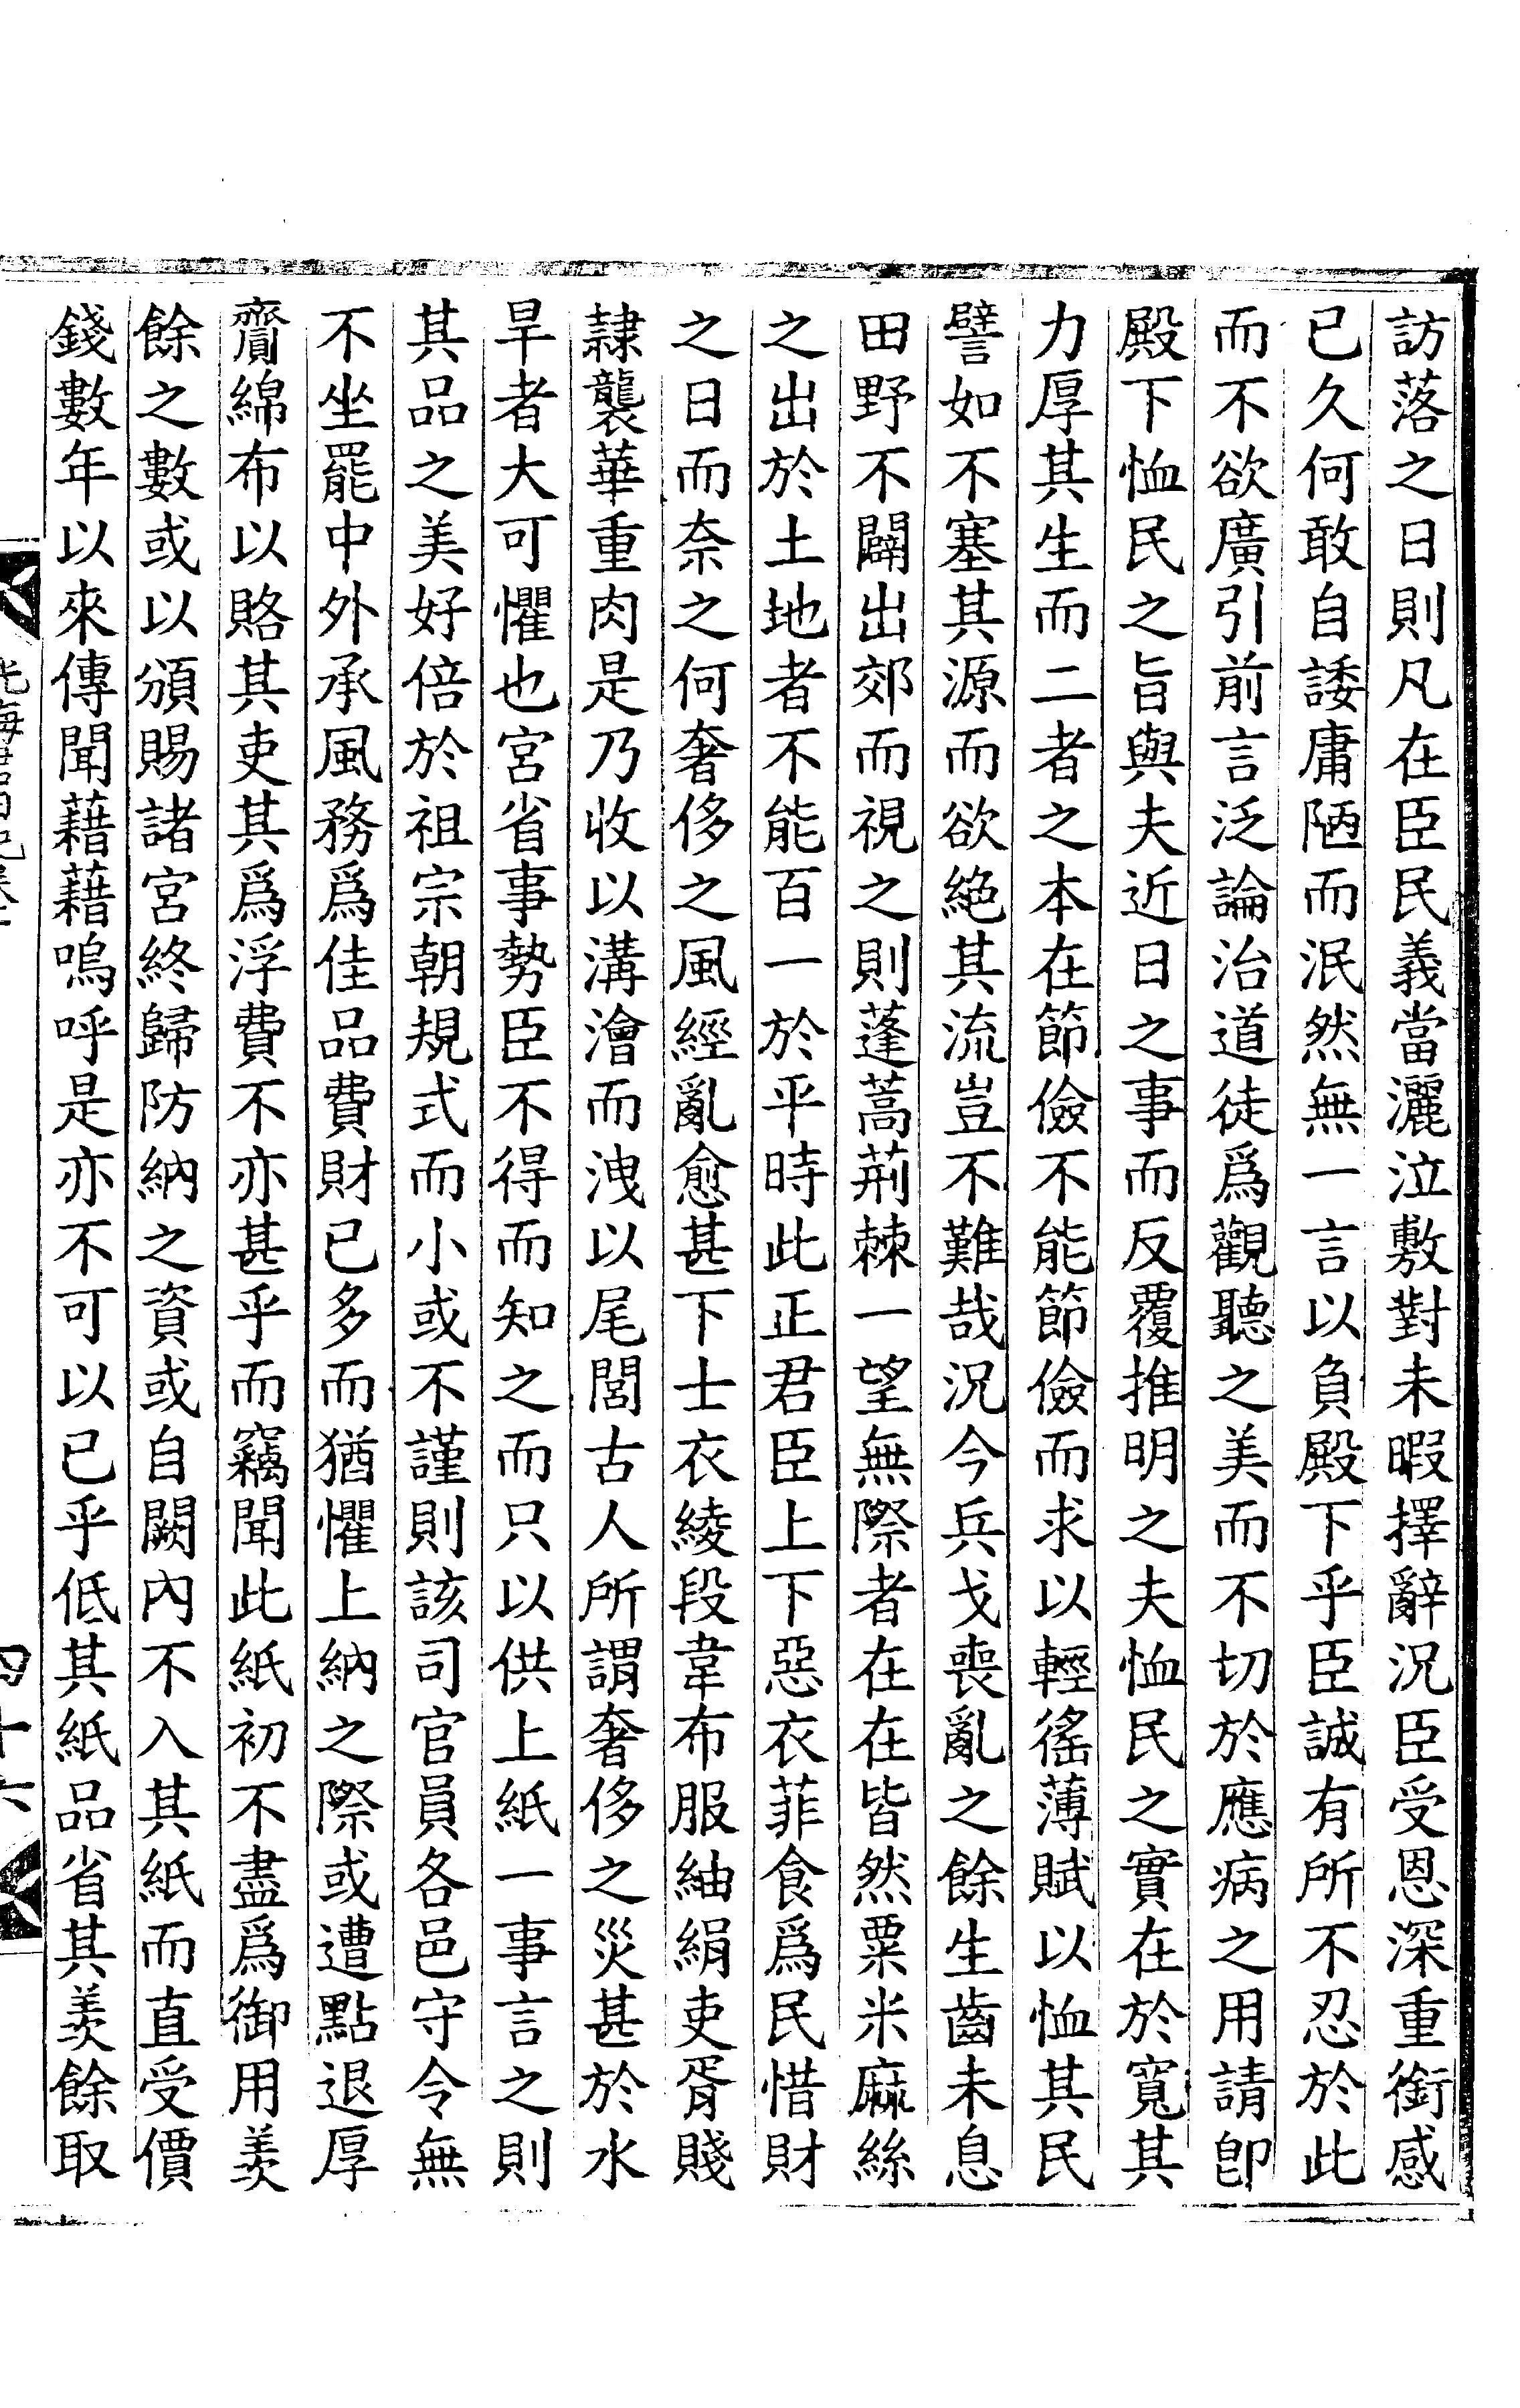 訪落之日則凡在臣民義當灑泣敷對未暇擇辭況臣受恩深重銜感
已久何敢自諉庸陋而泯然無一言以負殿下乎臣誠有所不忍於此
而不欲廣引前言泛論治道徒爲觀聽之美而不切於應病之用請卽
殿下恤民之旨與夫近日之事而反覆推明之夫恤民之實在於寬其
力厚其生而二者之本在節儉不能節儉而求以輕徭薄賦以恤其民
譬如不塞其源而欲絕其流豈不難哉況今兵戈喪亂之餘生齒未息
田野不闢出郊而視之則蓬蒿荊棘一望無際者在在皆然粟米麻絲
之出於土地者不能百一於平時此正君臣上下惡衣菲食爲民惜財
之日而奈之何奢侈之風經亂愈甚下士衣綾段韋布服紬絹吏胥賤
隷襲華重肉是乃收以溝澮而洩以尾閭古人所謂奢侈之災甚於水
旱者大可懼也宮省事勢臣不得而知之而只以供上紙一事言之則
其品之美好倍於祖宗朝規式而小或不謹則該司官員各邑守令無
不坐罷中外承風務爲佳品費財已多而猶懼上納之際或遭點退厚
齎綿布以賂其吏其爲浮費不亦甚乎而竊聞此紙初不盡爲御用羨
餘之數或以頒賜諸宮終歸防納之資或自闕內不入其紙而直受價
錢數年以來傳聞藉藉嗚呼是亦不可以已乎低其紙品省其羨餘取
四十六